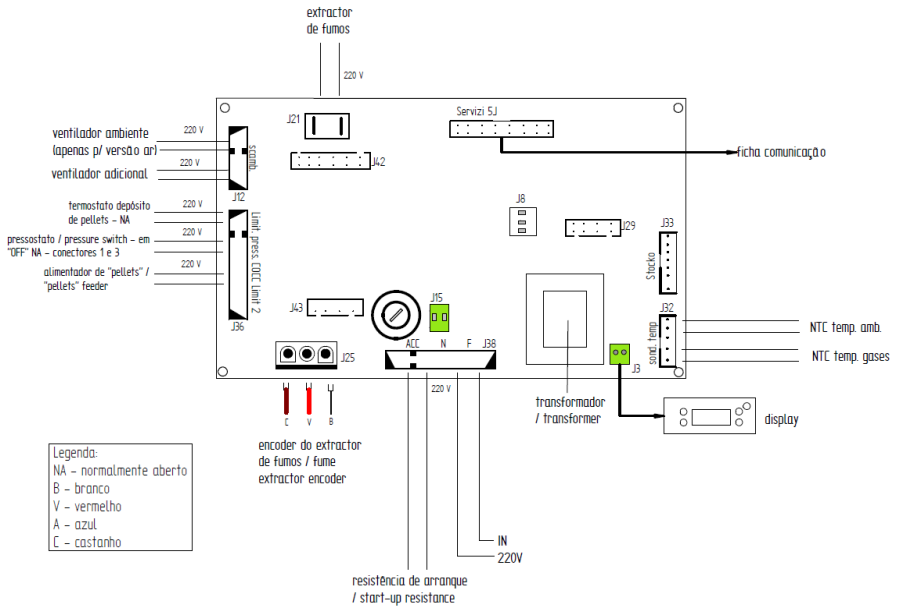 extractor
de fumos
220 V
J21
Servizi 5J
ventilador ambiente
(apenas p/ versão ar)
220 V
scamb.
J42
ficha comunicação
220 V
ventilador adicional
J12
J8
termostato depósito
de pellets - NA
220 V
pressostato / pressure switch - em
"OFF" NA - conectores 1 e 3
220 V
alimentador de "pellets" /
"pellets" feeder
220 V
Limit. press. COCC. Limit 2
J36
J29
J33
Stocko
J43
J15
J32
sond. temp
NTC temp. amb.
NTC temp. gases
J25
ACC
N
F
J38
220 V
J3
C
V
B
transformador
/ transformer
display
encoder do extractor
de fumos / fume
extractor encoder
Legenda:
NA - normalmente aberto
B - branco
V - vermelho
A - azul
C - castanho
IN
220V
resistência de arranque
/ start-up resistance